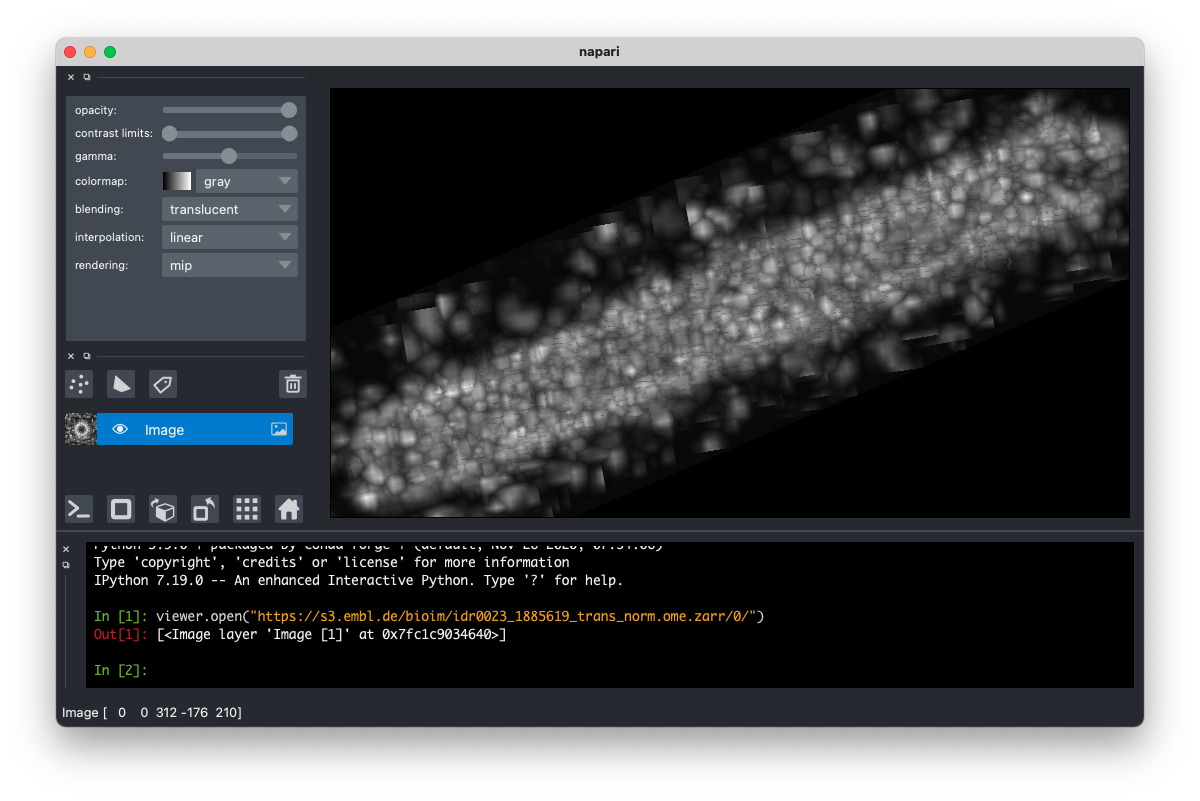 napari
opacity:
contrast limits:
gamma:
colormap: gray
blending: translucent
interpolation: linear
rendering: mip
Image
Type 'copyright', 'credits' or 'license' for more information
IPython 7.19.0 -- An enhanced Interactive Python. Type '?' for help.
In [1]: viewer.open("https://s3.embl.de/bioim/idr0023_1885619_trans_norm.ome.zarr/0/")
Out[1]: [<Image layer 'Image [1]' at 0x7fc1c9034640>]
In [2]:
Image [ 0 0 312 -176 210]